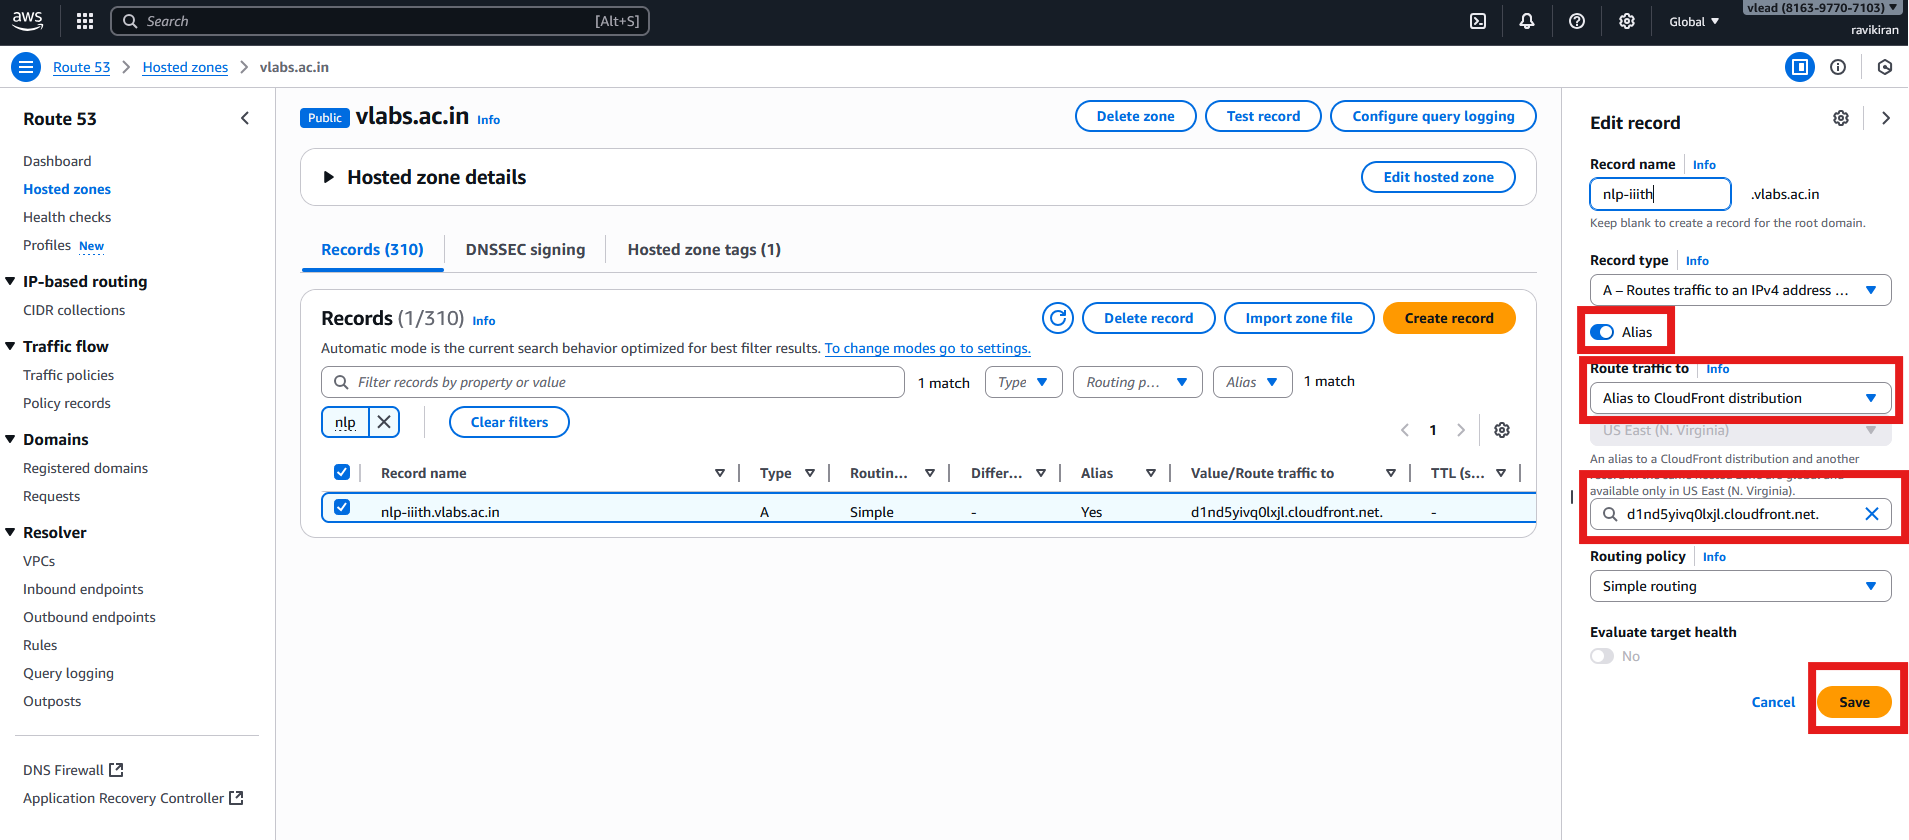 aws
Search [Alt+S]
Global
vlead (8163-9770-7103)
ravikiran
Route 53 > Hosted zones > vlabs.ac.in
Route 53
Dashboard
Hosted zones
Health checks
Profiles New
IP-based routing
CIDR collections
Traffic flow
Traffic policies
Policy records
Domains
Registered domains
Requests
Resolver
VPCs
Inbound endpoints
Outbound endpoints
Rules
Query logging
Outposts
DNS Firewall
Application Recovery Controller
Public vlabs.ac.in Info
Delete zone Test record Configure query logging
Hosted zone details Edit hosted zone
Records (310) DNSSEC signing Hosted zone tags (1)
Records (1/310) Info
Delete record Import zone file Create record
Automatic mode is the current search behavior optimized for best filter results. To change modes go to settings.
Filter records by property or value 1 match Type Routing p... Alias 1 match
nlp Clear filters
1
Record name Type Routin... Differ... Alias Value/Route traffic to TTL (s...
nlp-iiith.vlabs.ac.in A Simple - Yes d1nd5yivq0lxjl.cloudfront.net. -
Edit record
Record name Info
nlp-iiith .vlabs.ac.in
Keep blank to create a record for the root domain.
Record type Info
A – Routes traffic to an IPv4 address ...
Alias
Route traffic to Info
Alias to CloudFront distribution
US East (N. Virginia)
An alias to a CloudFront distribution and another
record in the same hosted zone are global and
available only in US East (N. Virginia).
d1nd5yivq0lxjl.cloudfront.net.
Routing policy Info
Simple routing
Evaluate target health
No
Cancel Save